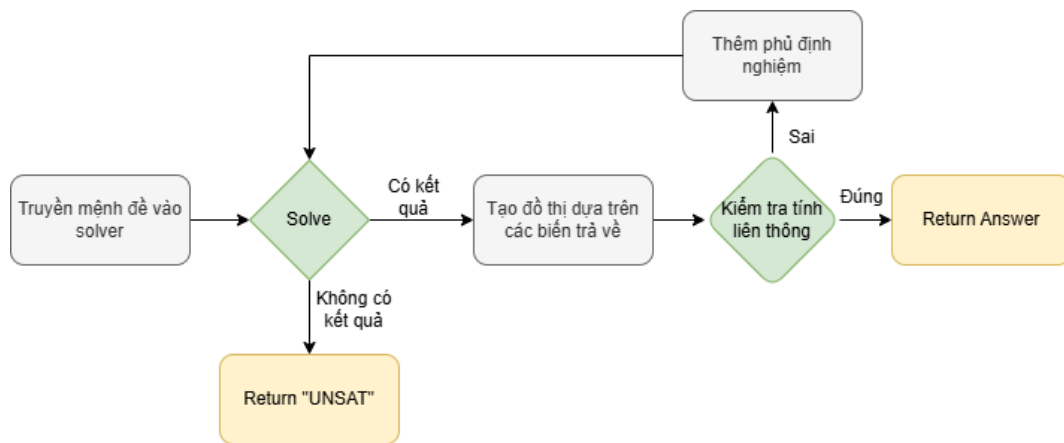 Thêm phủ định
nghiệm
Sai
Truyền mệnh đề vào
solver
Solve
Có kết
quả
Tạo đồ thị dựa trên
các biến trả về
Kiểm tra tính
liên thông
Đúng
Return Answer
Không có
kết quả
Return "UNSAT"